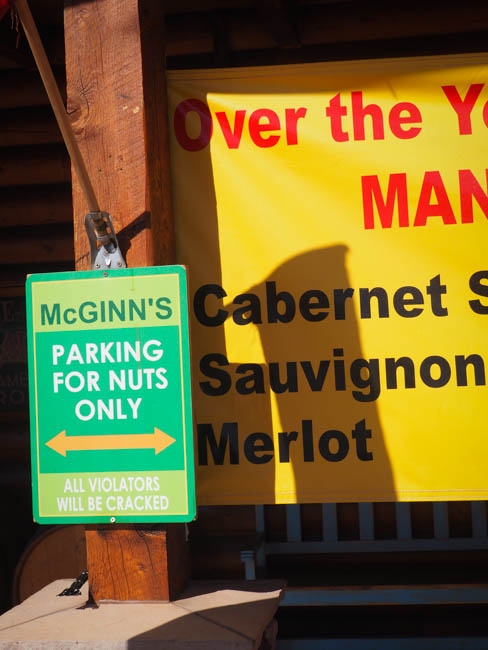 McGINN'S
PARKING
FOR NUTS
ONLY
ALL VIOLATORS
WILL BE CRACKED
Over the Y
MAN
Cabernet S
Sauvignon
Merlot